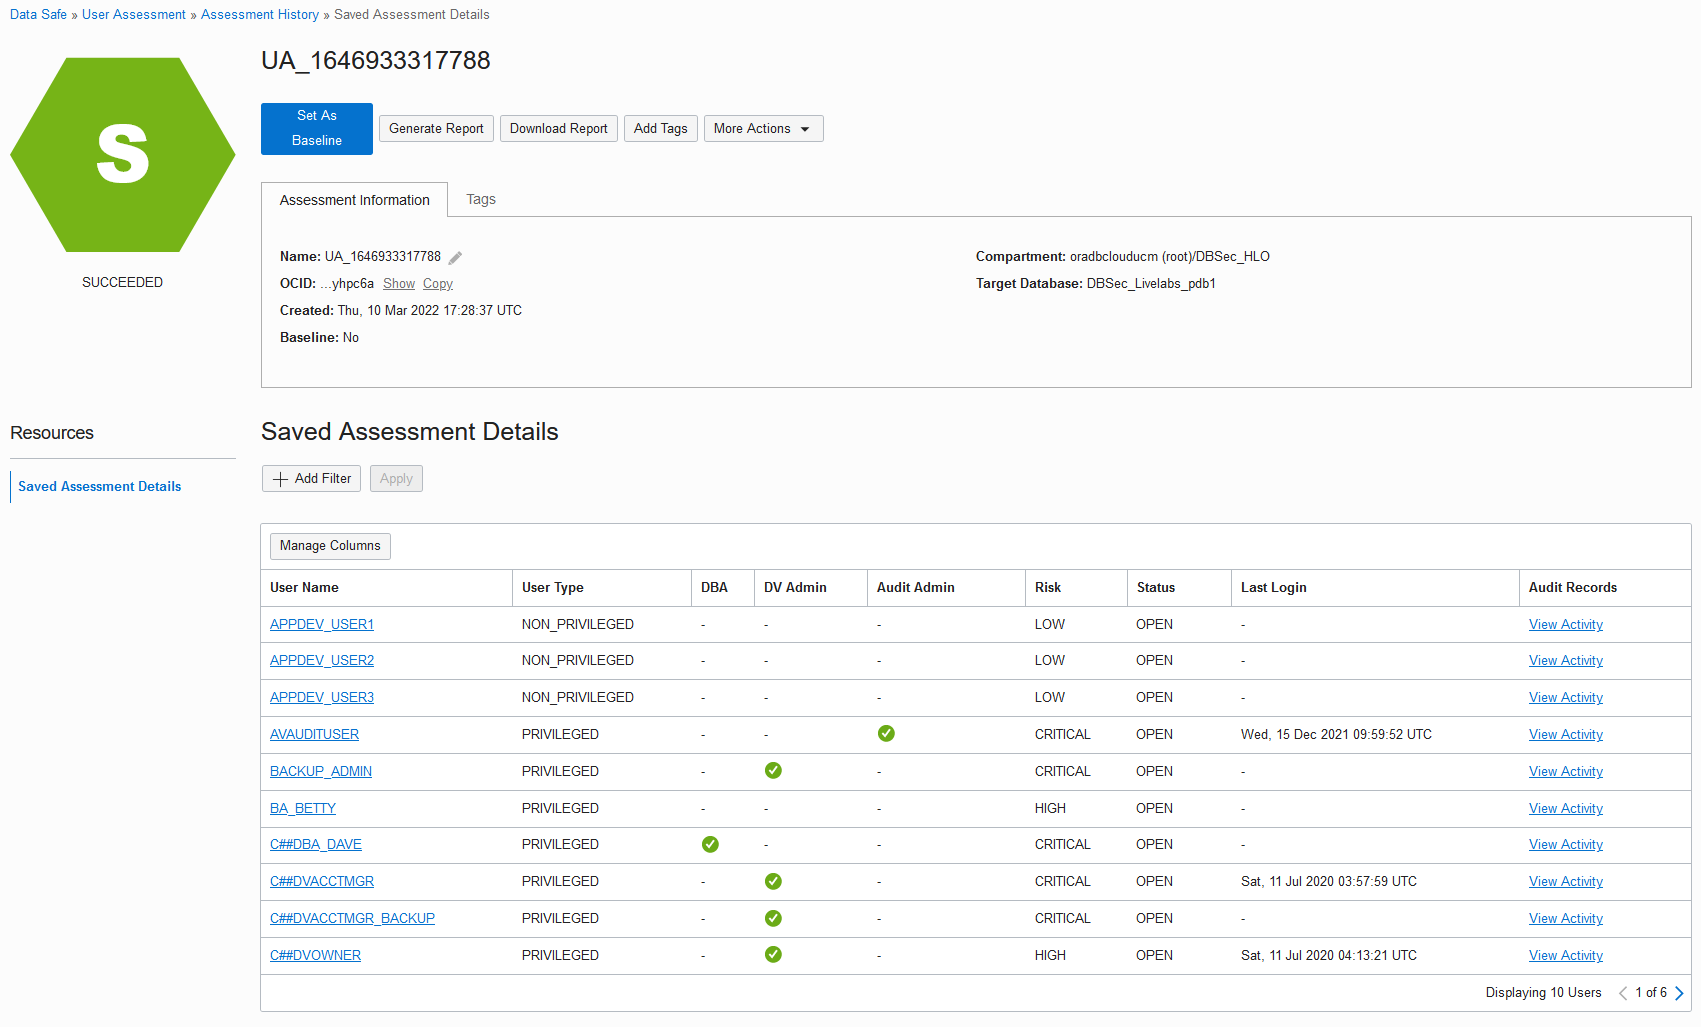 Data Safe » User Assessment » Assessment History » Saved Assessment Details
S
SUCCEEDED
UA_1646933317788
Set As
Baseline
Generate Report
Download Report
Add Tags
More Actions
Assessment Information
Tags
Name: UA_1646933317788
OCID: ...yhpc6a Show Copy
Created: Thu, 10 Mar 2022 17:28:37 UTC
Baseline: No
Compartment: oradbclouducm (root)/DBSec_HLO
Target Database: DBSec_Livelabs_pdb1
Resources
Saved Assessment Details
Saved Assessment Details
Add Filter
Apply
Manage Columns
User Name User Type DBA DV Admin Audit Admin Risk Status Last Login Audit Records
APPDEV_USER1 NON_PRIVILEGED - - - LOW OPEN - View Activity
APPDEV_USER2 NON_PRIVILEGED - - - LOW OPEN - View Activity
APPDEV_USER3 NON_PRIVILEGED - - - LOW OPEN - View Activity
AVAUDITUSER PRIVILEGED - - CRITICAL OPEN Wed, 15 Dec 2021 09:59:52 UTC View Activity
BACKUP_ADMIN PRIVILEGED - - CRITICAL OPEN - View Activity
BA_BETTY PRIVILEGED - - - HIGH OPEN - View Activity
C##DBA_DAVE PRIVILEGED - - CRITICAL OPEN - View Activity
C##DVACCTMGR PRIVILEGED - - CRITICAL OPEN Sat, 11 Jul 2020 03:57:59 UTC View Activity
C##DVACCTMGR_BACKUP PRIVILEGED - - CRITICAL OPEN - View Activity
C##DVOWNER PRIVILEGED - - HIGH OPEN Sat, 11 Jul 2020 04:13:21 UTC View Activity
Displaying 10 Users 1 of 6